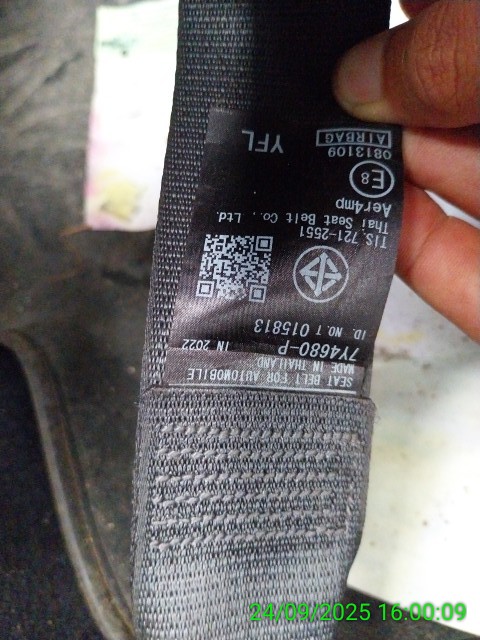 SEAT BELT FOR AUTOMOBILE
MADE IN THAILAND
7Y4680-P IN 2022
ID. NO. T 015813
TIS. 721-2551
Thai Seat Belt Co., Ltd.
Aer4mp
E8
0813109
AIRBAG
YFL
24/09/2025 16:00:09